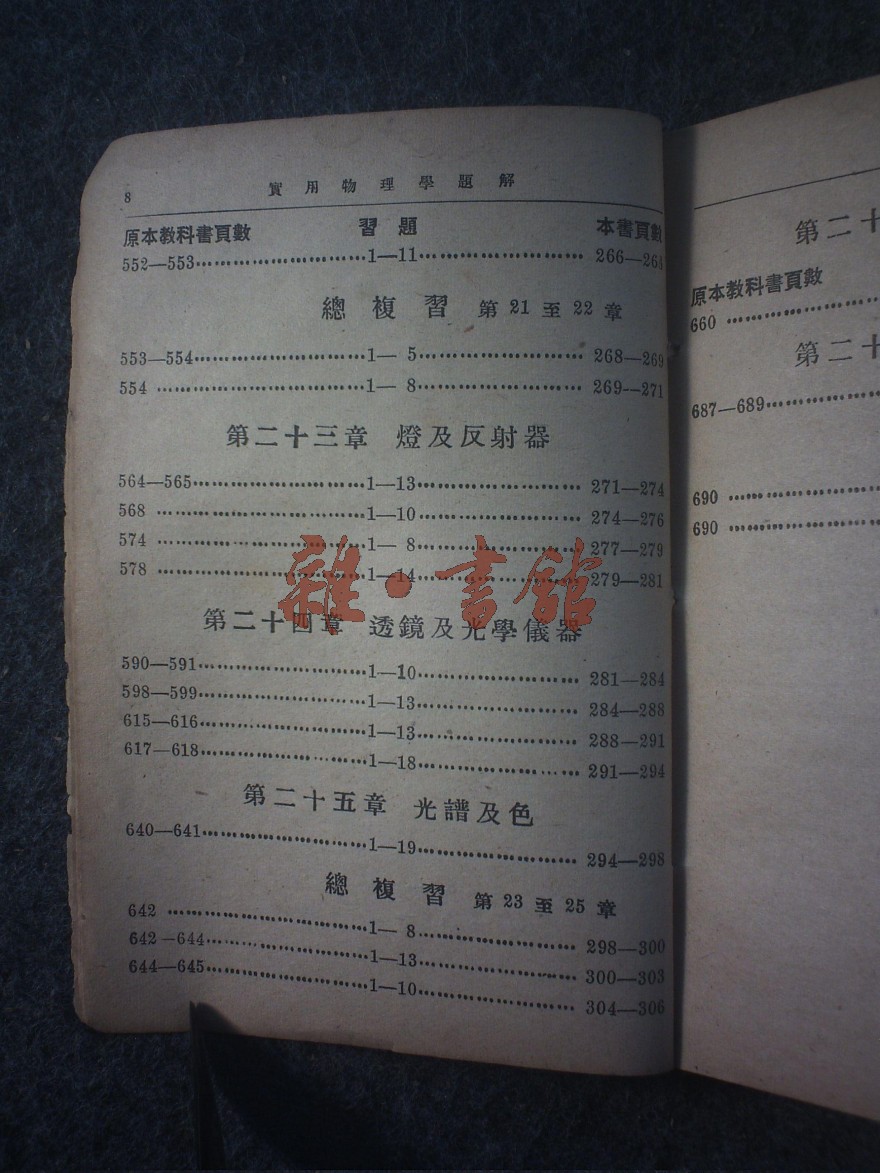 8 實用物理學題解
原本教科書頁數 習題 本書頁數
552—553 1—11 266—268
總複習 第21至22章
553—554 1—5 268—269
554 1—8 269—271
第二十三章 燈及反射器
564—565 1—13 271—274
568 1—10 274—276
574 1—8 277—279
578 1—14 279—281
第二十四章 透鏡及光學儀器
590—591 1—10 281—284
598—599 1—13 284—288
615—616 1—13 288—291
617—618 1—18 291—294
第二十五章 光譜及色
640—641 1—19 294—298
總複習 第23至25章
642 1—8 298—300
642—644 1—13 300—303
644—645 1—10 304—306
雜·書館
第二十
原本教科書頁數
660
第二十
687—689
690
690